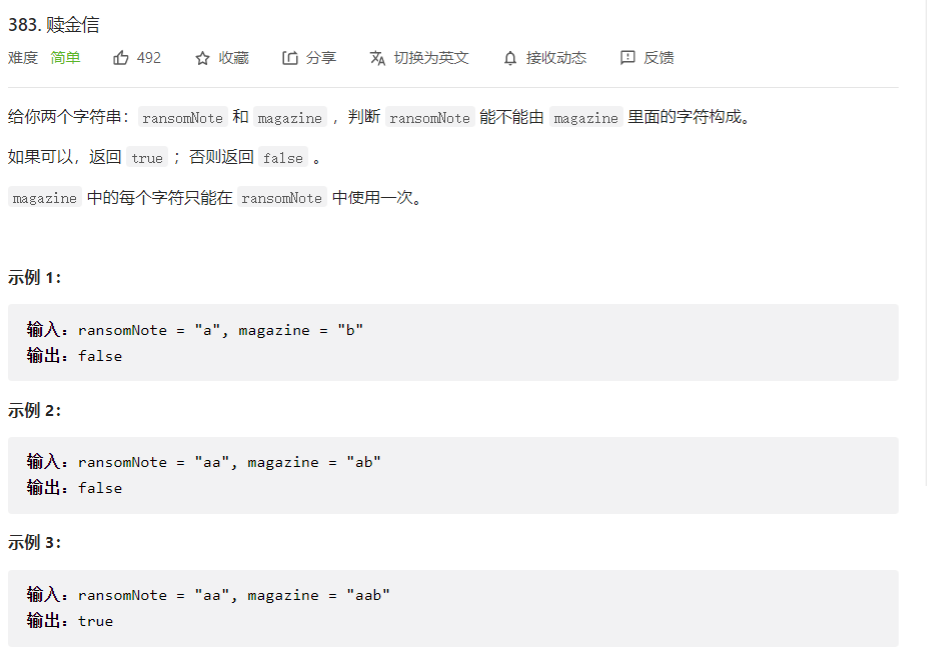 383. 赎金信
难度 简单 492 收藏 分享 切换为英文 接收动态 反馈
给你两个字符串：ransomNote 和 magazine ，判断 ransomNote 能不能由 magazine 里面的字符构成。
如果可以，返回 true ；否则返回 false 。
magazine 中的每个字符只能在 ransomNote 中使用一次。
示例 1：
输入：ransomNote = "a", magazine = "b"
输出：false
示例 2：
输入：ransomNote = "aa", magazine = "ab"
输出：false
示例 3：
输入：ransomNote = "aa", magazine = "aab"
输出：true